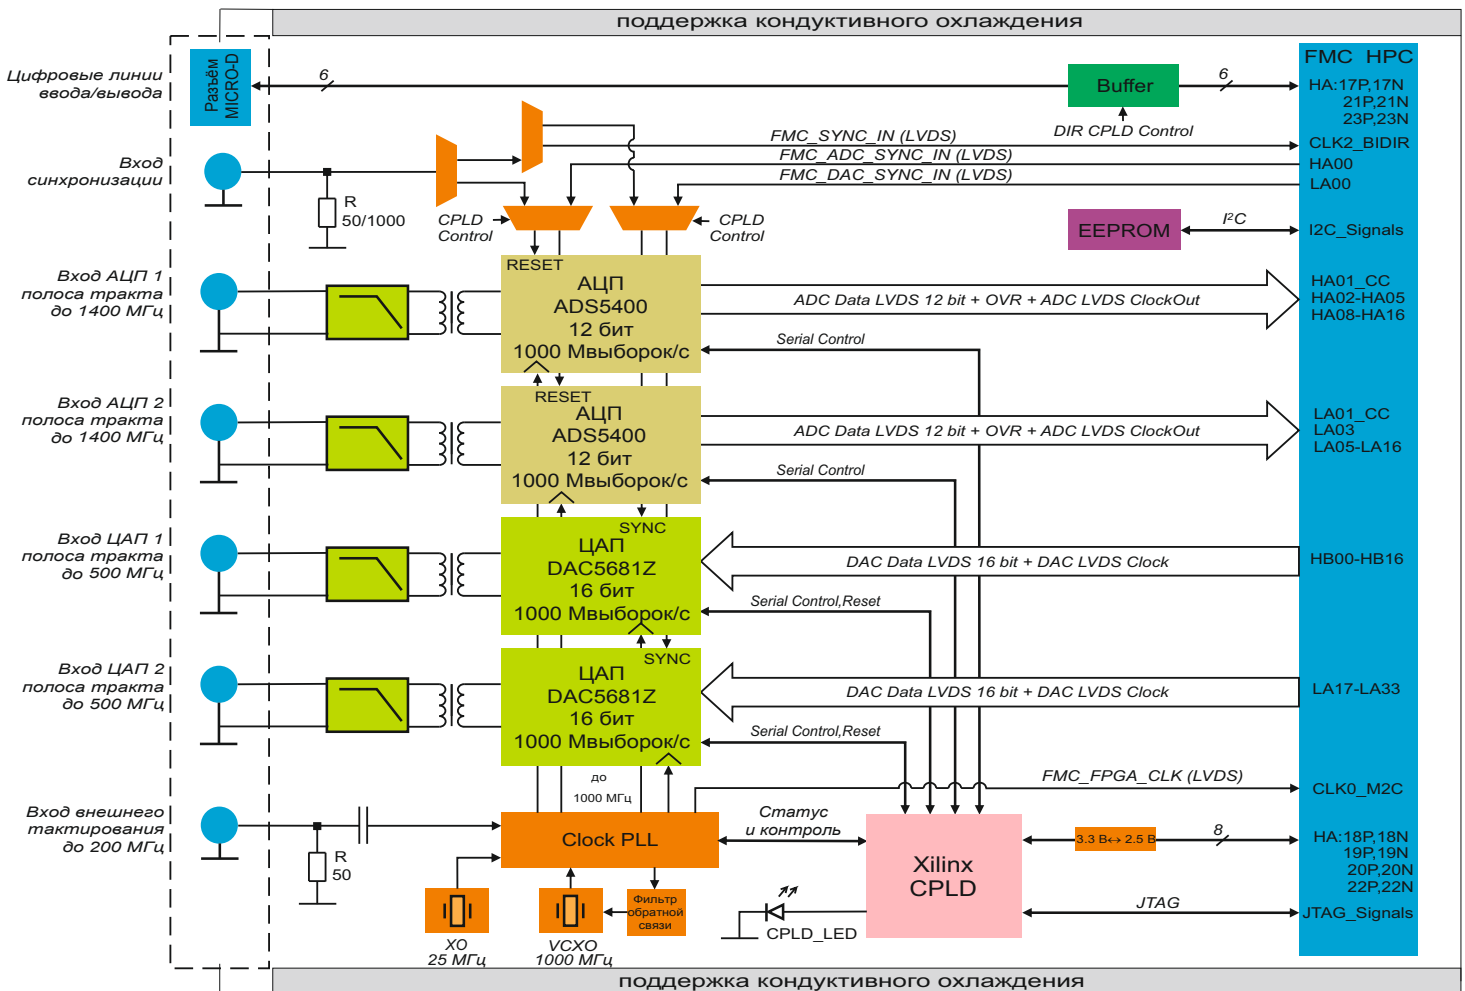 поддержка кондуктивного охлаждения
Цифровые линии
ввода/вывода
Разъём
MICRO-D
6
Buffer
DIR CPLD Control
6
FMC HPC
HA:17P,17N
21P,21N
23P,23N
FMC_SYNC_IN (LVDS)
CLK2_BIDIR
FMC_ADC_SYNC_IN (LVDS)
HA00
FMC_DAC_SYNC_IN (LVDS)
LA00
Вход
синхронизации
R
50/1000
CPLD
Control
CPLD
Control
EEPROM
I²C
I2C_Signals
Вход АЦП 1
полоса тракта
до 1400 МГц
RESET
АЦП
ADS5400
12 бит
1000 Мвыборок/с
ADC Data LVDS 12 bit + OVR + ADC LVDS ClockOut
HA01_CC
HA02-HA05
HA08-HA16
Serial Control
Вход АЦП 2
полоса тракта
до 1400 МГц
RESET
АЦП
ADS5400
12 бит
1000 Мвыборок/с
ADC Data LVDS 12 bit + OVR + ADC LVDS ClockOut
LA01_CC
LA03
LA05-LA16
Serial Control
Вход ЦАП 1
полоса тракта
до 500 МГц
SYNC
ЦАП
DAC5681Z
16 бит
1000 Мвыборок/с
DAC Data LVDS 16 bit + DAC LVDS Clock
HB00-HB16
Serial Control,Reset
Вход ЦАП 2
полоса тракта
до 500 МГц
SYNC
ЦАП
DAC5681Z
16 бит
1000 Мвыборок/с
DAC Data LVDS 16 bit + DAC LVDS Clock
LA17-LA33
Serial Control,Reset
до
1000 МГц
FMC_FPGA_CLK (LVDS)
CLK0_M2C
Вход внешнего
тактирования
до 200 МГц
R
50
Clock PLL
Статус
и контроль
Xilinx
CPLD
3.3 В↔ 2.5 В
8
HA:18P,18N
19P,19N
20P,20N
22P,22N
JTAG
JTAG_Signals
XO
25 МГц
VCXO
1000 МГц
Фильтр
обратной
связи
CPLD_LED
поддержка кондуктивного охлаждения